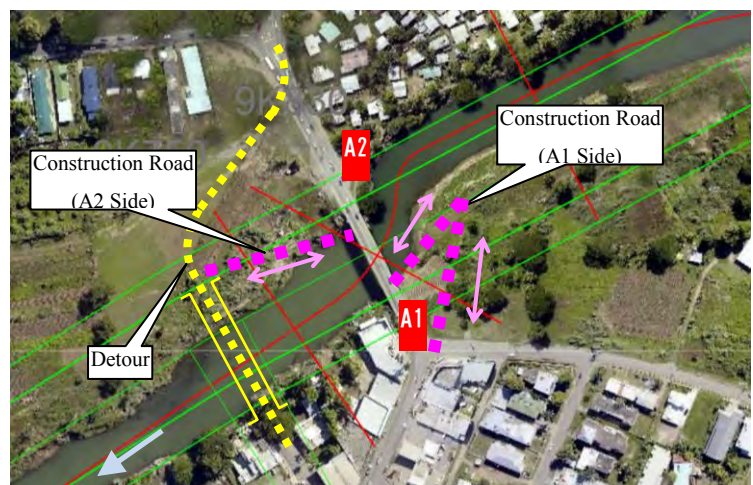 A2
Construction Road
(A1 Side)
Construction Road
(A2 Side)
A1
Detour